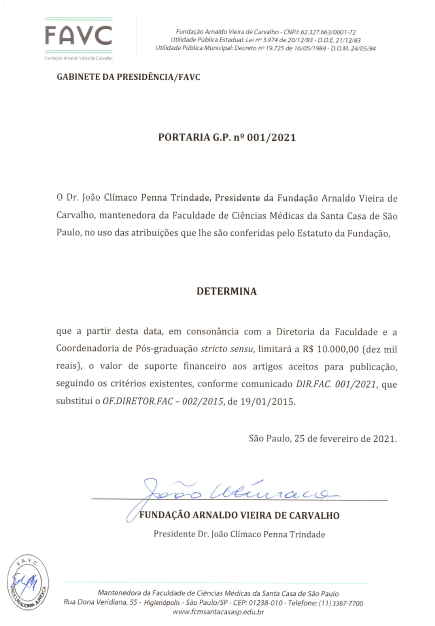 FAVC
Fundação Arnaldo Vieira de Carvalho
Fundação Arnaldo Vieira de Carvalho - CNPJ: 62.327.663/0001-72
Utilidade Pública Estadual: Lei nº 3.974 de 20/12/83 - D.O.E. 21/12/83
Utilidade Pública Municipal: Decreto nº 19.725 de 16/05/1984 - D.O.M. 24/05/84
GABINETE DA PRESIDÊNCIA/FAVC
PORTARIA G.P. nº 001/2021
O Dr. João Clímaco Penna Trindade, Presidente da Fundação Arnaldo Vieira de
Carvalho, mantenedora da Faculdade de Ciências Médicas da Santa Casa de São
Paulo, no uso das atribuições que lhe são conferidas pelo Estatuto da Fundação,
DETERMINA
que a partir desta data, em consonância com a Diretoria da Faculdade e a
Coordenadoria de Pós-graduação stricto sensu, limitará a R$ 10.000,00 (dez mil
reais), o valor de suporte financeiro aos artigos aceitos para publicação,
seguindo os critérios existentes, conforme comunicado DIR.FAC. 001/2021, que
substitui o OF.DIRETOR.FAC – 002/2015, de 19/01/2015.
São Paulo, 25 de fevereiro de 2021.
João Clímaco
FUNDAÇÃO ARNALDO VIEIRA DE CARVALHO
Presidente Dr. João Clímaco Penna Trindade
F.A.V.C.
PROCURADORIA JURÍDICA
Mantenedora da Faculdade de Ciências Médicas da Santa Casa de São Paulo
Rua Dona Veridiana, 55 - Higienópolis - São Paulo/SP - CEP: 01238-010 - Telefone: (11) 3367-7700
www.fcmsantacasasp.edu.br